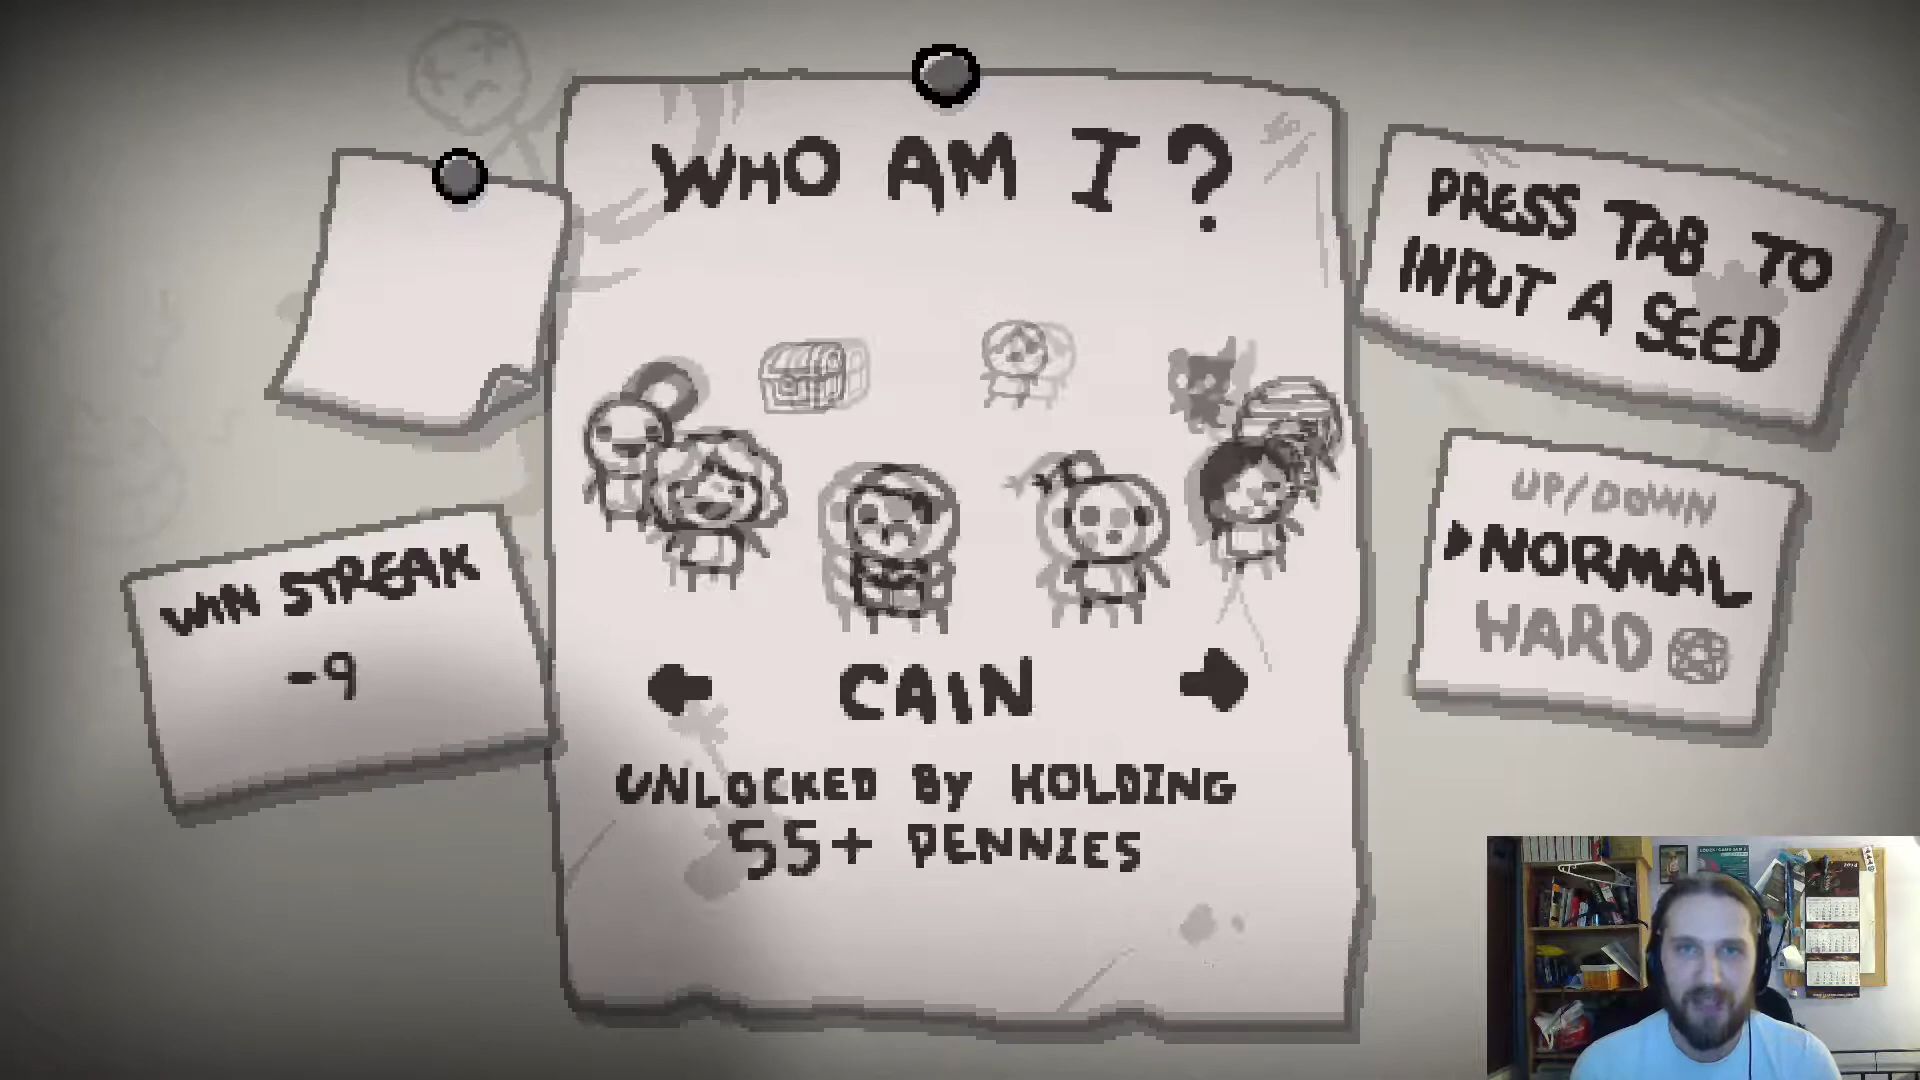 WHO AM I?
PRESS TAB TO
INPUT A SEED
UP/DOWN
NORMAL
HARD
WIN STREAK
-9
CAIN
UNLOCKED BY HOLDING
55+ PENNIES